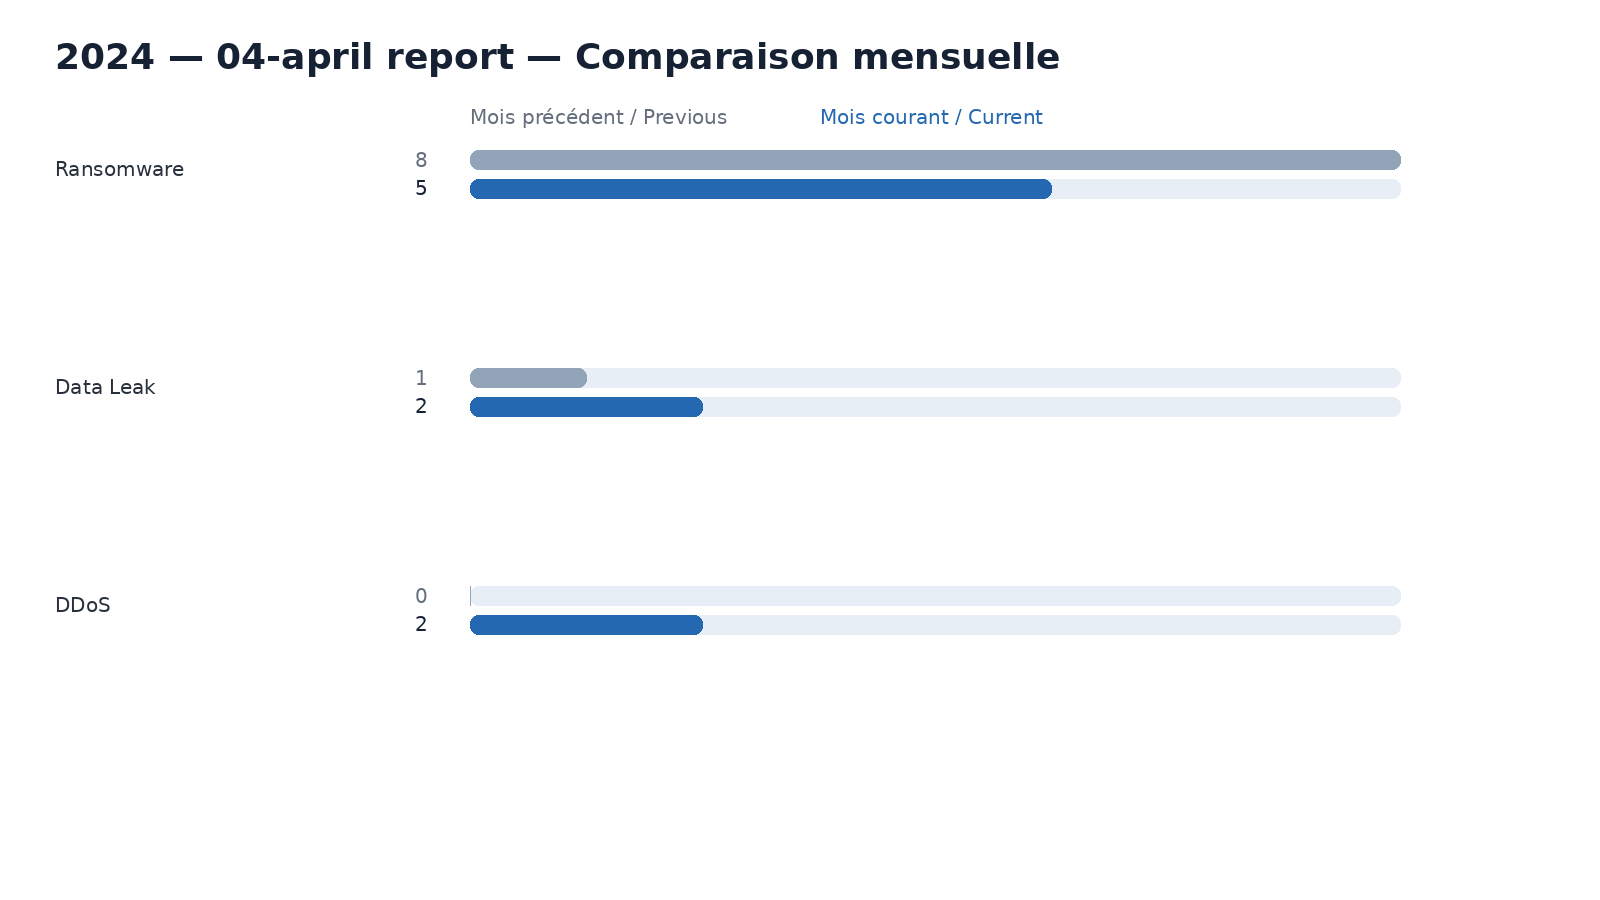 2024 — 04-april report — Comparaison mensuelle
Mois précédent / Previous
Mois courant / Current
Ransomware
8
5
Data Leak
1
2
DDoS
0
2